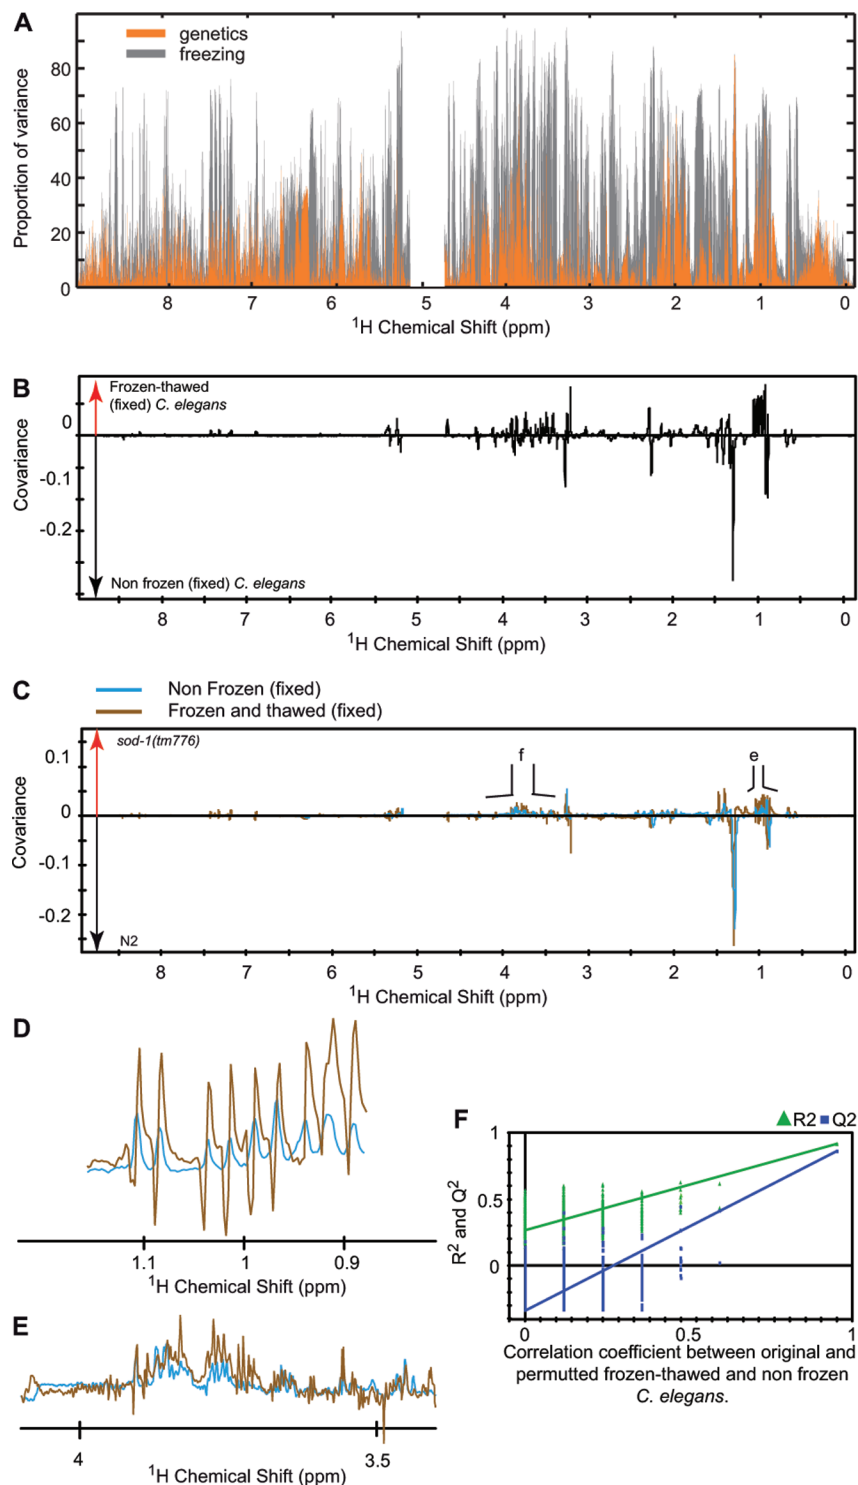 A
genetics
freezing
Proportion of variance
80
60
40
20
0
8 7 6 5 4 3 2 1 0
1H Chemical Shift (ppm)
B
Frozen-thawed
(fixed) C. elegans
Covariance
0
-0.1
-0.2
Non frozen (fixed) C. elegans
8 7 6 5 4 3 2 1 0
1H Chemical Shift (ppm)
C
Non Frozen (fixed)
Frozen and thawed (fixed)
sod-1(tm776)
f
e
Covariance
0.1
0
-0.1
-0.2
N2
8 7 6 5 4 3 2 1 0
1H Chemical Shift (ppm)
D
1.1 1 0.9
1H Chemical Shift (ppm)
E
4 3.5
1H Chemical Shift (ppm)
F
R2 Q2
R2 and Q2
1
0.5
0
0 0.5 1
Correlation coefficient between original and
permutted frozen-thawed and non frozen
C. elegans.